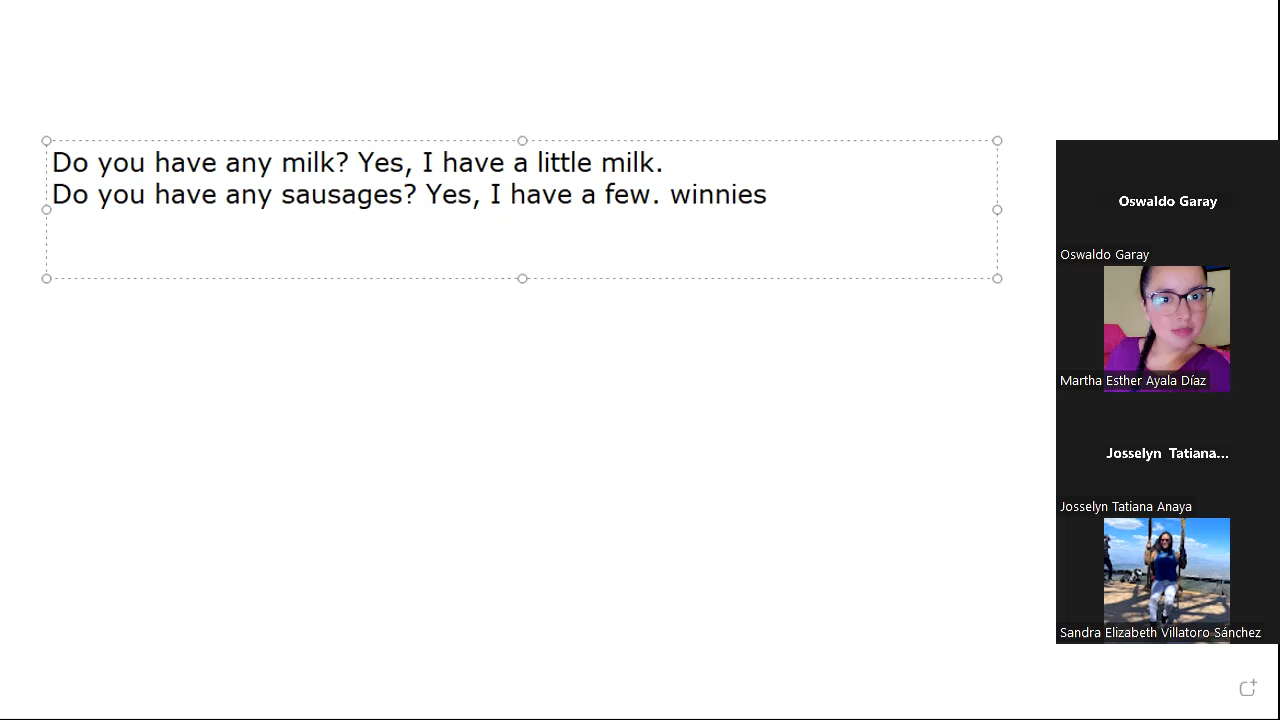 Do you have any milk? Yes, I have a little milk.
Do you have any sausages? Yes, I have a few. winnies
Oswaldo Garay
Oswaldo Garay
Martha Esther Ayala Díaz
Josselyn Tatiana...
Josselyn Tatiana Anaya
Sandra Elizabeth Villatoro Sánchez